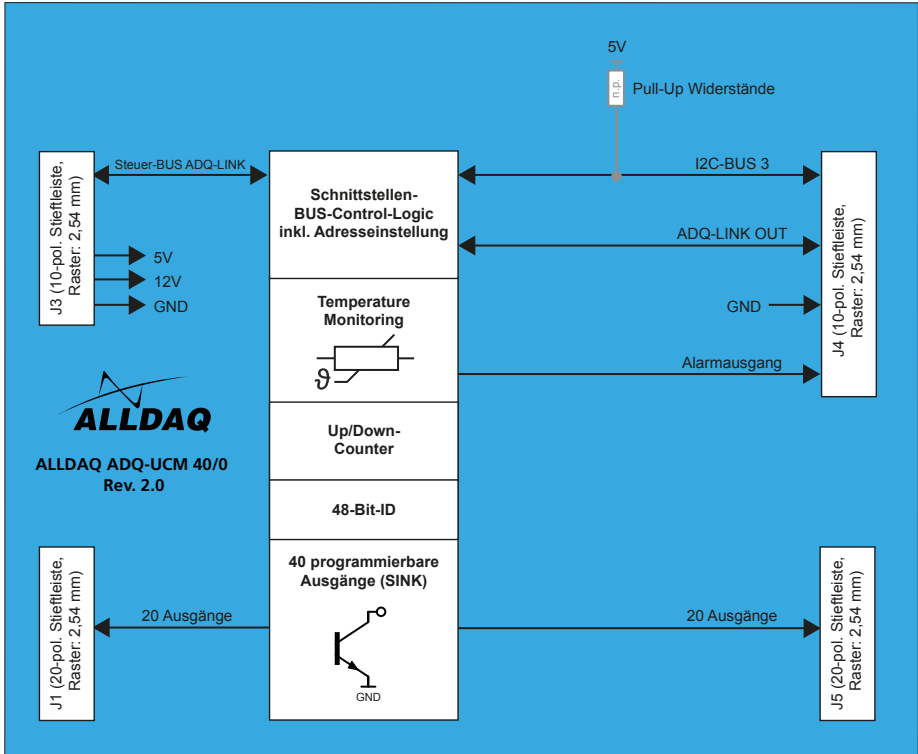 5V
n.p.
Pull-Up Widerstände
Steuer-BUS ADQ-LINK
I2C-BUS 3
J3 (10-pol. Stieftleiste,
Raster: 2,54 mm)
5V
12V
GND
Schnittstellen-
BUS-Control-Logic
inkl. Adresseinstellung
ADQ-LINK OUT
GND
Alarmausgang
J4 (10-pol. Stieftleiste,
Raster: 2,54 mm)
Temperature
Monitoring
ϑ
ALLDAQ
ALLDAQ ADQ-UCM 40/0
Rev. 2.0
Up/Down-
Counter
48-Bit-ID
40 programmierbare
Ausgänge (SINK)
GND
J1 (20-pol. Stieftleiste,
Raster: 2,54 mm)
20 Ausgänge
20 Ausgänge
J5 (20-pol. Stieftleiste,
Raster: 2,54 mm)